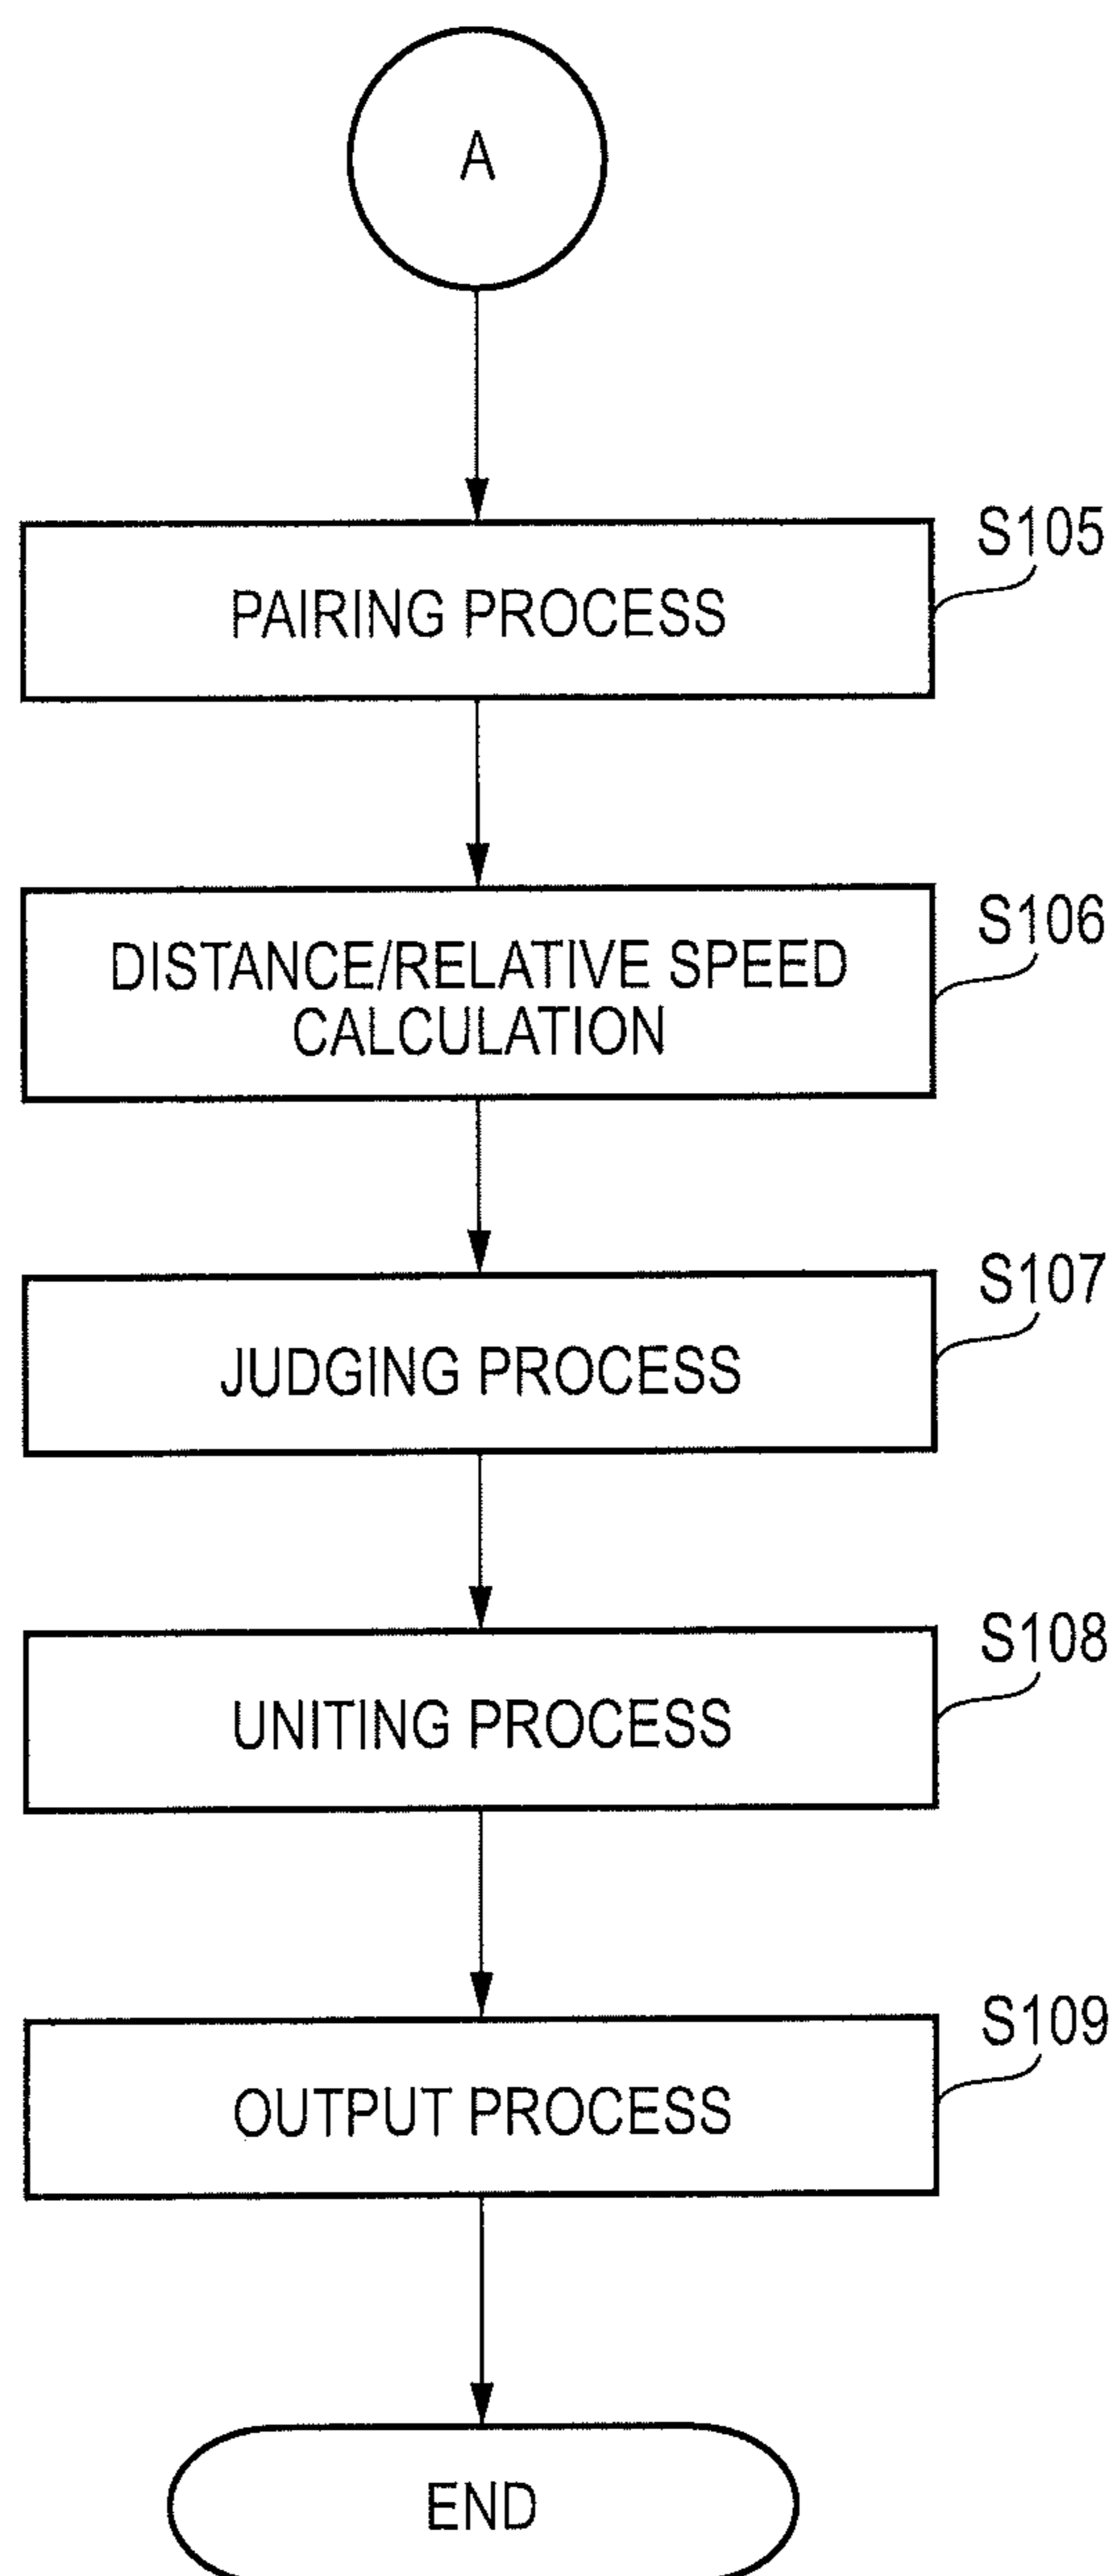 A
S105
PAIRING PROCESS
S106
DISTANCE/RELATIVE SPEED
CALCULATION
S107
JUDGING PROCESS
S108
UNITING PROCESS
S109
OUTPUT PROCESS
END